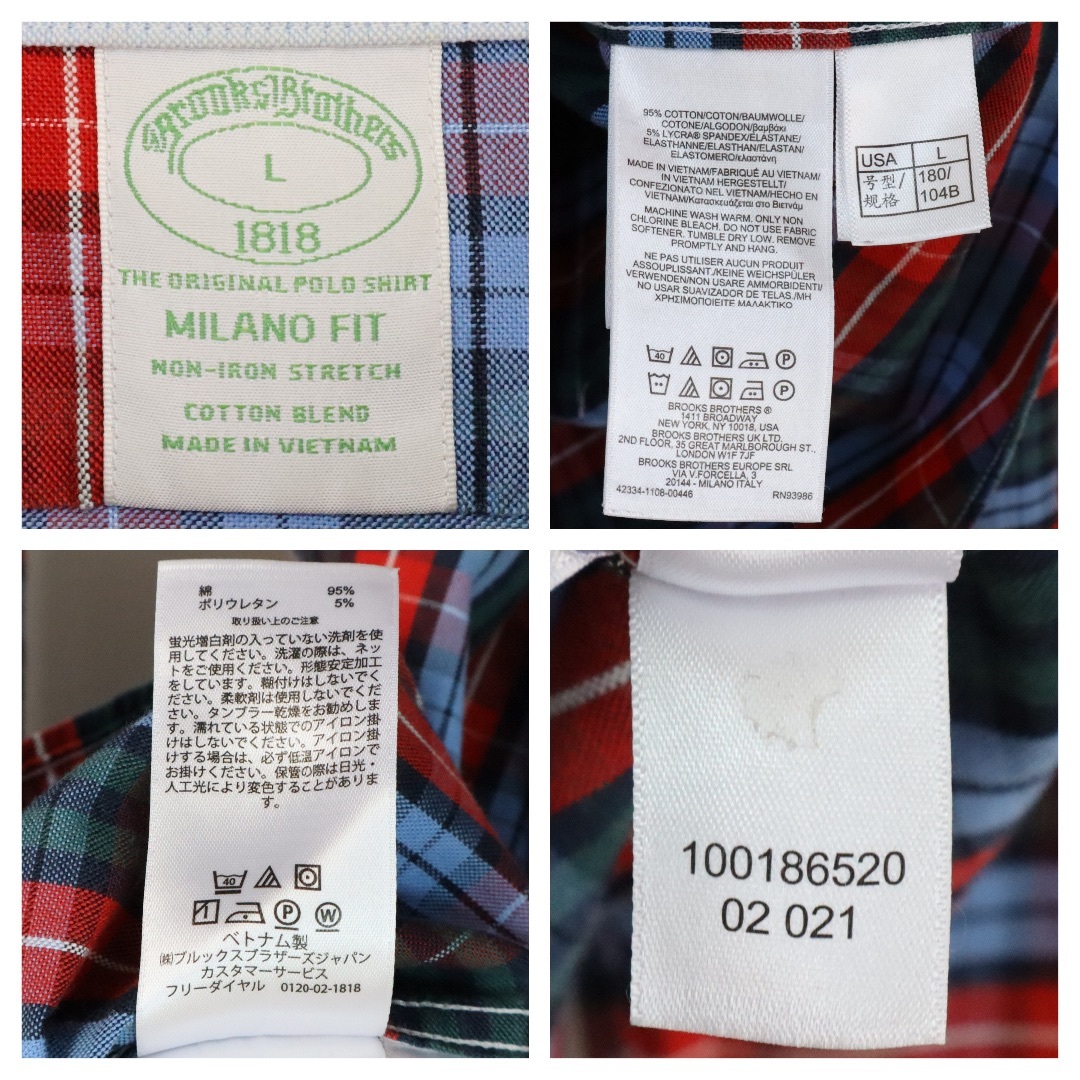 Brooks Brothers
L
1818
THE ORIGINAL POLO SHIRT
MILANO FIT
NON-IRON STRETCH
COTTON BLEND
MADE IN VIETNAM
95% COTTON/COTON/BAUMWOLLE/
COTONE/ALGODON/βαμβάκι
5% LYCRA® SPANDEX/ÉLASTANE/
ELASTHANNE/ELASTHAN/ELASTAN/
ELASTOMERO/ελαστάνη
MADE IN VIETNAM/FABRIQUÉ AU VIETNAM/
IN VIETNAM HERGESTELLT/
CONFEZIONATO NEL VIETNAM/HECHO EN
VIETNAM/Κατασκευάζεται στο Βιετνάμ
MACHINE WASH WARM. ONLY NON
CHLORINE BLEACH. DO NOT USE FABRIC
SOFTENER. TUMBLE DRY LOW. REMOVE
PROMPTLY AND HANG.
NE PAS UTILISER AUCUN PRODUIT
ASSOUPLISSANT./KEINE WEICHSPÜLER
VERWENDEN/NON USARE AMMORBIDENTI/
NO USAR SUAVIZADOR DE TELAS./ΜΗ
ΧΡΗΣΙΜΟΠΟΙΕΙΤΕ ΜΑΛΑΚΤΙΚΟ
40 P
P
BROOKS BROTHERS ®
1411 BROADWAY
NEW YORK, NY 10018, USA
BROOKS BROTHERS UK LTD.
2ND FLOOR, 35 GREAT MARLBOROUGH ST.,
LONDON W1F 7JF
BROOKS BROTHERS EUROPE SRL
VIA V.FORCELLA, 3
20144 - MILANO ITALY
42334-1108-00446 RN93986
USA L
号型/ 180/
规格 104B
綿 95%
ポリウレタン 5%
取り扱い上のご注意
蛍光増白剤の入っていない洗剤を使
用してください。洗濯の際は、ネッ
トをご使用ください。形態安定加工
をしています。糊付けはしないでく
ださい。柔軟剤は使用しないでくだ
さい。タンブラー乾燥をお勧めしま
す。濡れている状態でのアイロン掛
けはしないでください。アイロン掛
けする場合は、必ず低温アイロンで
お掛けください。保管の際は日光・
人工光により変色することがありま
す。
40
P W
ベトナム製
㈱ブルックスブラザーズジャパン
カスタマーサービス
フリーダイヤル 0120-02-1818
100186520
02 021